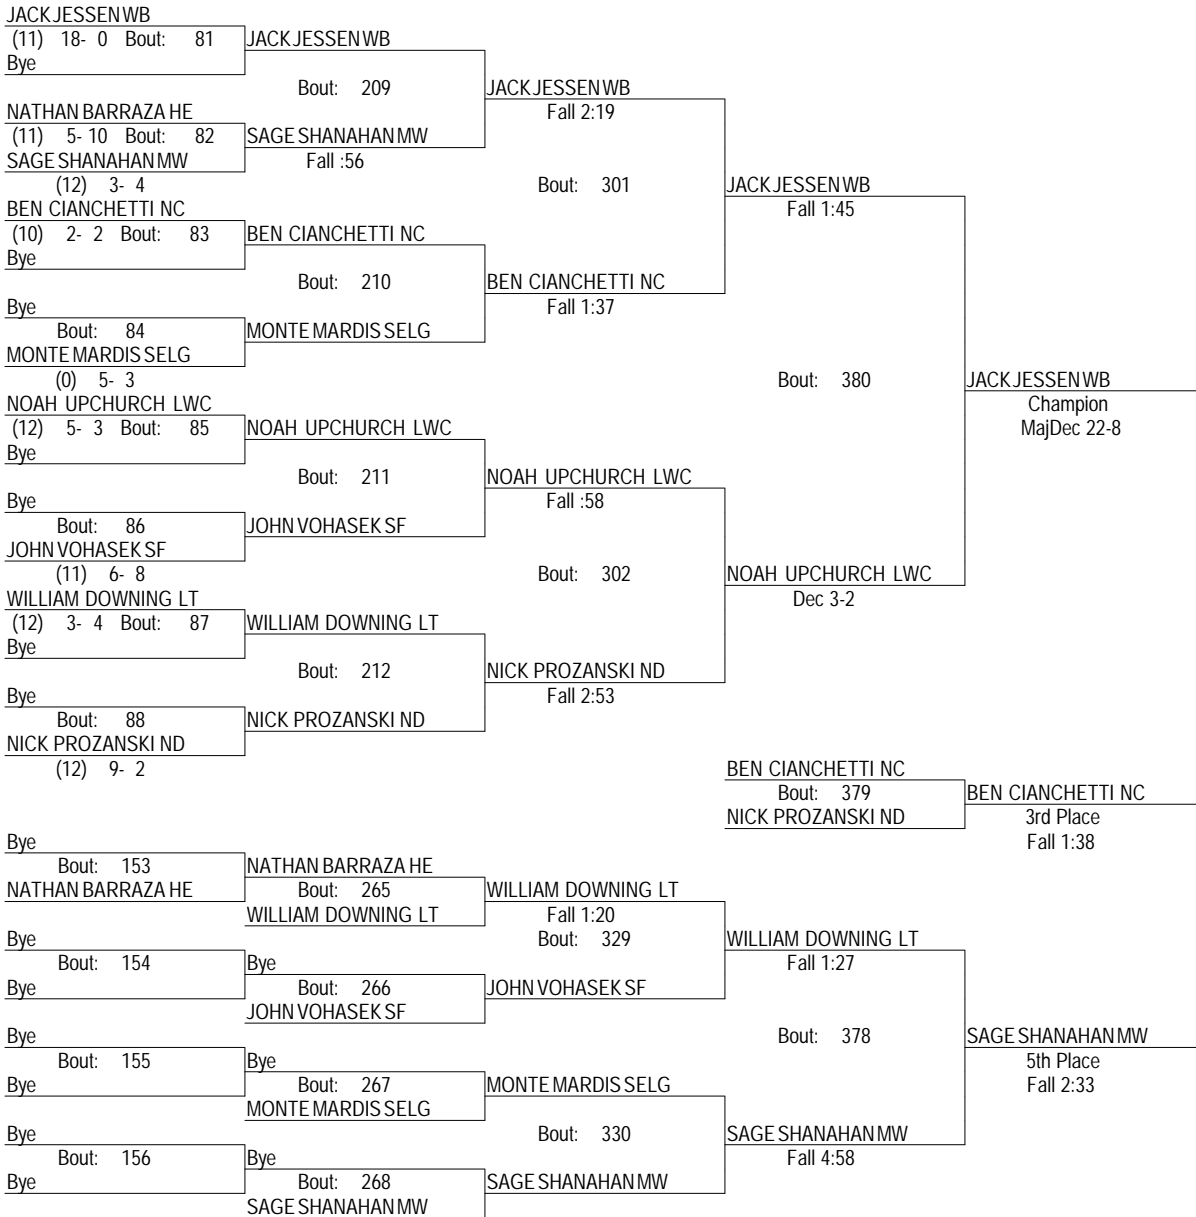 JACK JESSEN WB
(11) 18- 0 Bout: 81 JACK JESSEN WB
Bye
Bout: 209 JACK JESSEN WB
NATHAN BARRAZA HE Fall 2:19
(11) 5- 10 Bout: 82 SAGE SHANAHAN MW
SAGE SHANAHAN MW Fall :56
(12) 3- 4 Bout: 301 JACK JESSEN WB
BEN CIANCHETTI NC Fall 1:45
(10) 2- 2 Bout: 83 BEN CIANCHETTI NC
Bye
Bout: 210 BEN CIANCHETTI NC
Bye Fall 1:37
Bout: 84 MONTE MARDIS SELG
MONTE MARDIS SELG
(0) 5- 3 Bout: 380 JACK JESSEN WB
NOAH UPCHURCH LWC Champion
(12) 5- 3 Bout: 85 NOAH UPCHURCH LWC MajDec 22-8
Bye
Bout: 211 NOAH UPCHURCH LWC
Bye Fall :58
Bout: 86 JOHN VOHASEK SF
JOHN VOHASEK SF
(11) 6- 8 Bout: 302 NOAH UPCHURCH LWC
WILLIAM DOWNING LT Dec 3-2
(12) 3- 4 Bout: 87 WILLIAM DOWNING LT
Bye
Bout: 212 NICK PROZANSKI ND
Bye Fall 2:53
Bout: 88 NICK PROZANSKI ND
NICK PROZANSKI ND
(12) 9- 2 BEN CIANCHETTI NC
Bout: 379 BEN CIANCHETTI NC
NICK PROZANSKI ND 3rd Place
Bye Fall 1:38
Bout: 153 NATHAN BARRAZA HE
NATHAN BARRAZA HE Bout: 265 WILLIAM DOWNING LT
WILLIAM DOWNING LT Fall 1:20
Bye Bout: 329 WILLIAM DOWNING LT
Bout: 154 Bye Fall 1:27
Bye Bout: 266 JOHN VOHASEK SF
JOHN VOHASEK SF
Bye Bout: 378 SAGE SHANAHAN MW
Bout: 155 Bye 5th Place
Bye Bout: 267 MONTE MARDIS SELG Fall 2:33
MONTE MARDIS SELG
Bye Bout: 330 SAGE SHANAHAN MW
Bout: 156 Bye Fall 4:58
Bye Bout: 268 SAGE SHANAHAN MW
SAGE SHANAHAN MW